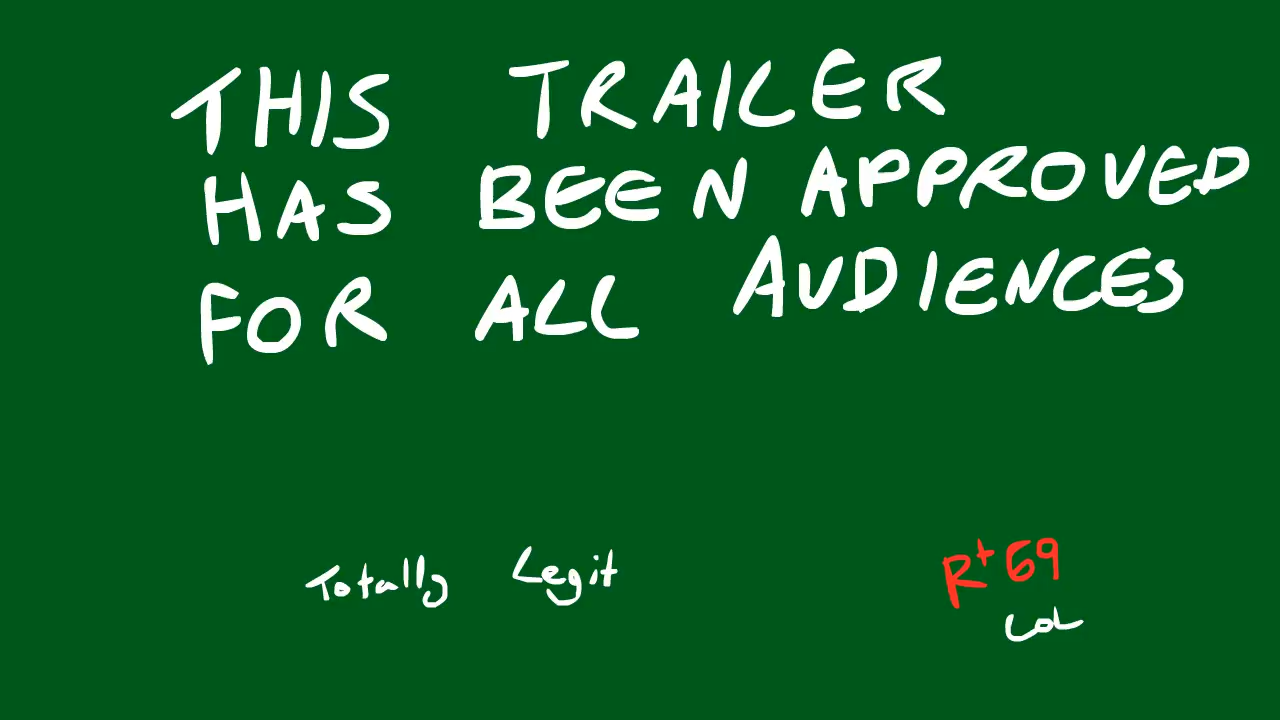 THIS TRAILER
HAS BEEN APPROVED
FOR ALL AUDIENCES
Totally Legit
R+69
LOL